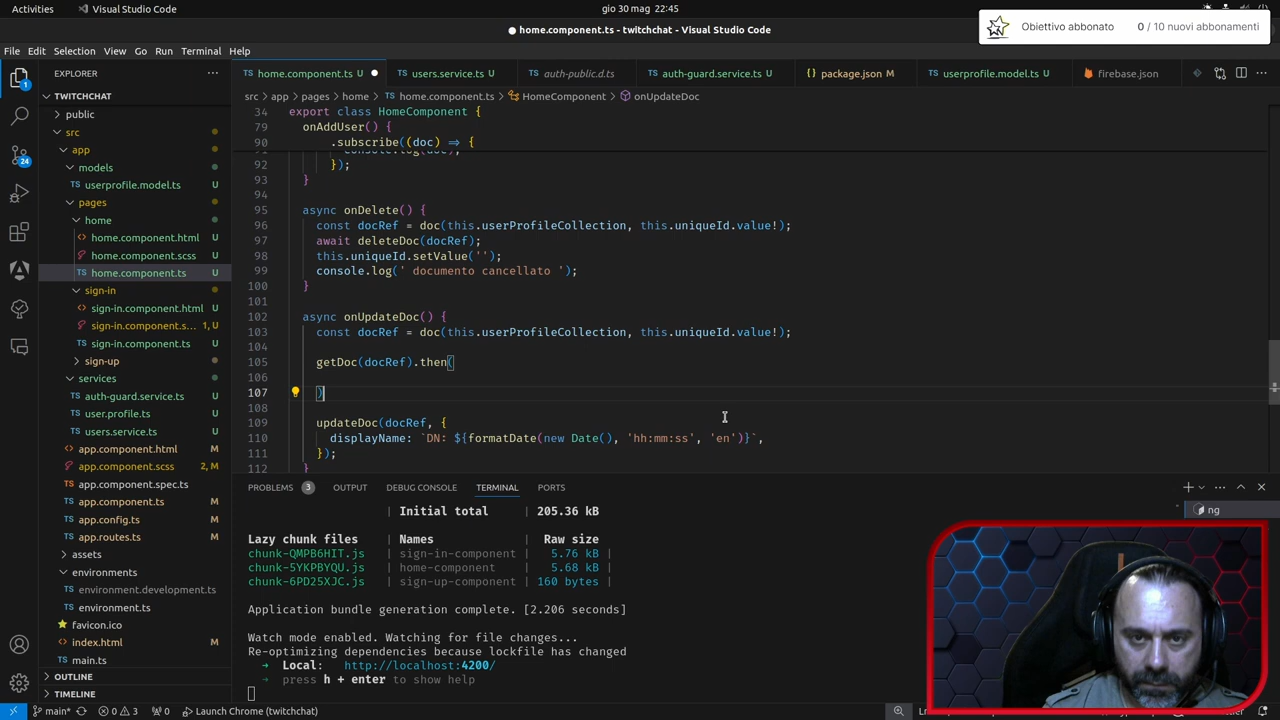 Activities
Visual Studio Code
gio 30 mag 22:45
home.component.ts - twitchchat - Visual Studio Code
Obiettivo abbonato
0 / 10 nuovi abbonamenti
File Edit Selection View Go Run Terminal Help
EXPLORER
home.component.ts
users.service.ts U
auth-public.d.ts
auth-guard.service.ts U
package.json M
userprofile.model.ts U
firebase.json
TWITCHCHAT
public
src
app
models
userprofile.model.ts U
pages
home
home.component.html U
home.component.scss U
home.component.ts U
sign-in
sign-in.component.html U
sign-in.component.s... 1, U
sign-in.component.ts U
sign-up
services
auth-guard.service.ts U
user.profile.ts U
users.service.ts U
app.component.html M
app.component.scss 2, M
app.component.spec.ts
app.component.ts M
app.config.ts M
app.routes.ts M
assets
environments
environment.development.ts
environment.ts U
favicon.ico
index.html M
main.ts
OUTLINE
TIMELINE
src > app > pages > home > home.component.ts > HomeComponent > onUpdateDoc
34 export class HomeComponent {
79 onAddUser() {
90 .subscribe((doc) => {
console.log(doc);
92 });
93 }
94
95 async onDelete() {
96 const docRef = doc(this.userProfileCollection, this.uniqueId.value!);
97 await deleteDoc(docRef);
98 this.uniqueId.setValue('');
99 console.log(' documento cancellato ');
100 }
101
102 async onUpdateDoc() {
103 const docRef = doc(this.userProfileCollection, this.uniqueId.value!);
104
105 getDoc(docRef).then(
106
107 )
108
109 updateDoc(docRef, {
110 displayName: `DN: ${formatDate(new Date(), 'hh:mm:ss', 'en')}`,
111 });
112 }
PROBLEMS 3 OUTPUT DEBUG CONSOLE TERMINAL PORTS
ng
| Initial total | 205.36 kB
Lazy chunk files | Names | Raw size
chunk-QMPB6HIT.js | sign-in-component | 5.76 kB |
chunk-5YKPBYQU.js | home-component | 5.68 kB |
chunk-6PD25XJC.js | sign-up-component | 160 bytes |
Application bundle generation complete. [2.206 seconds]
Watch mode enabled. Watching for file changes...
Re-optimizing dependencies because lockfile has changed
➜ Local: http://localhost:4200/
➜ press h + enter to show help
main* 0 3 0 Launch Chrome (twitchchat)